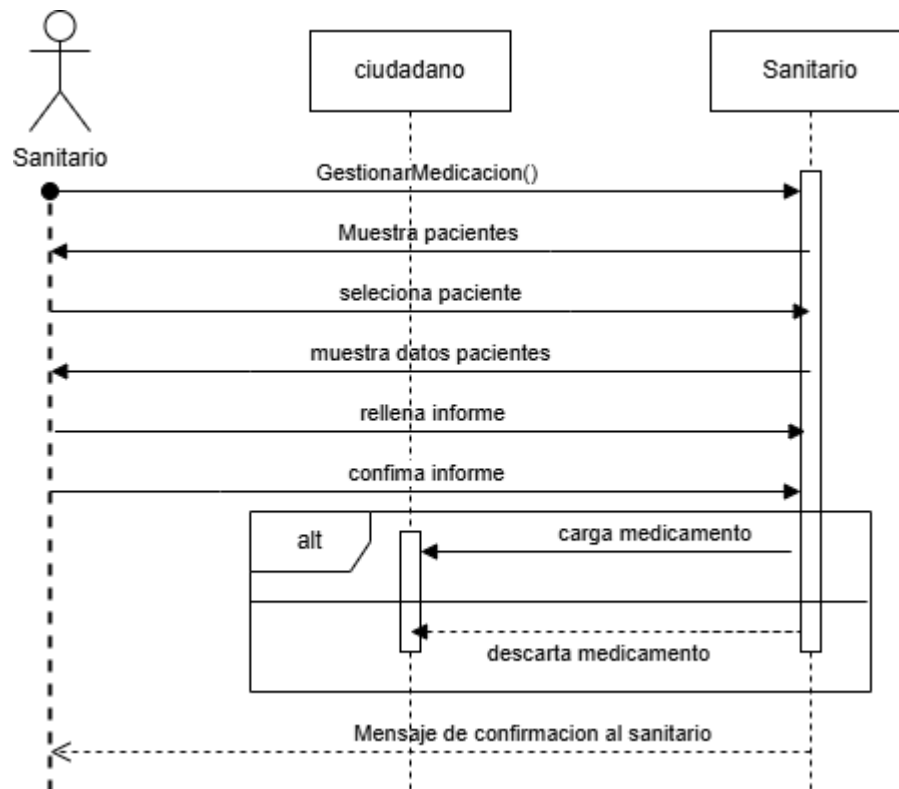 ciudadano
Sanitario
Sanitario
GestionarMedicacion()
Muestra pacientes
seleciona paciente
muestra datos pacientes
rellena informe
confima informe
alt
carga medicamento
descarta medicamento
Mensaje de confirmacion al sanitario